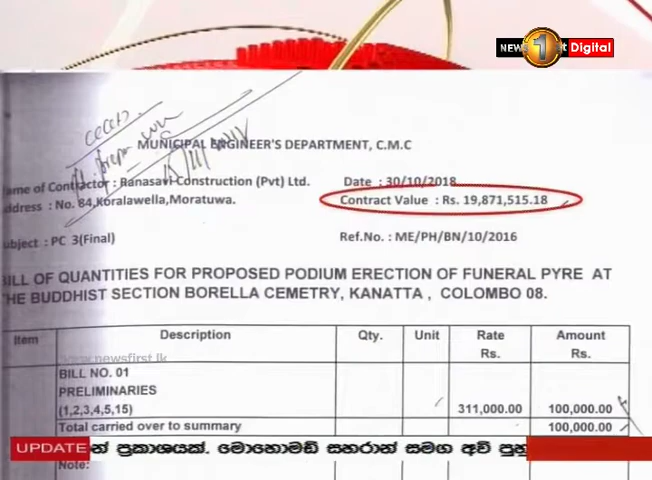 NEWS 1st Digital
MUNICIPAL ENGINEER'S DEPARTMENT, C.M.C
ame of Contractor : Ranasavi Construction (Pvt) Ltd.
Date : 30/10/2018
ddress : No. 84,Koralawella,Moratuwa.
Contract Value : Rs. 19,871,515.18
ubject : PC 3(Final)
Ref.No. : ME/PH/BN/10/2016
BILL OF QUANTITIES FOR PROPOSED PODIUM ERECTION OF FUNERAL PYRE AT
THE BUDDHIST SECTION BORELLA CEMETRY, KANATTA , COLOMBO 08.
Item Description Qty. Unit Rate Rs. Amount Rs.
www.newsfirst.lk
BILL NO. 01
PRELIMINARIES
(1,2,3,4,5,15) 311,000.00 100,000.00
Total carried over to summary 100,000.00
UPDATE න් ප්‍රකාශයක්. මොහොමඩ් සහරාන් සමග අවි පුහු
Note: